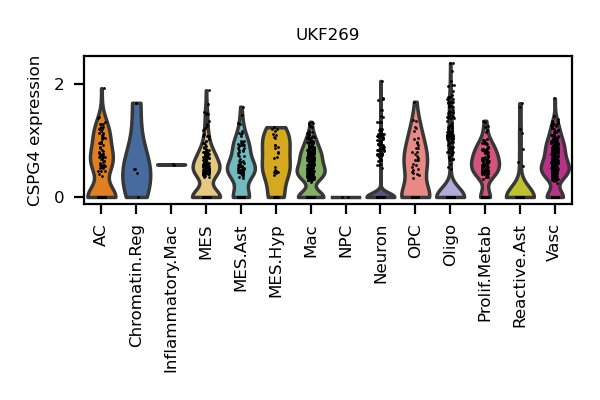 UKF269
CSPG4 expression
2
0
AC
Chromatin.Reg
Inflammatory.Mac
MES
MES.Ast
MES.Hyp
Mac
NPC
Neuron
OPC
Oligo
Prolif.Metab
Reactive.Ast
Vasc